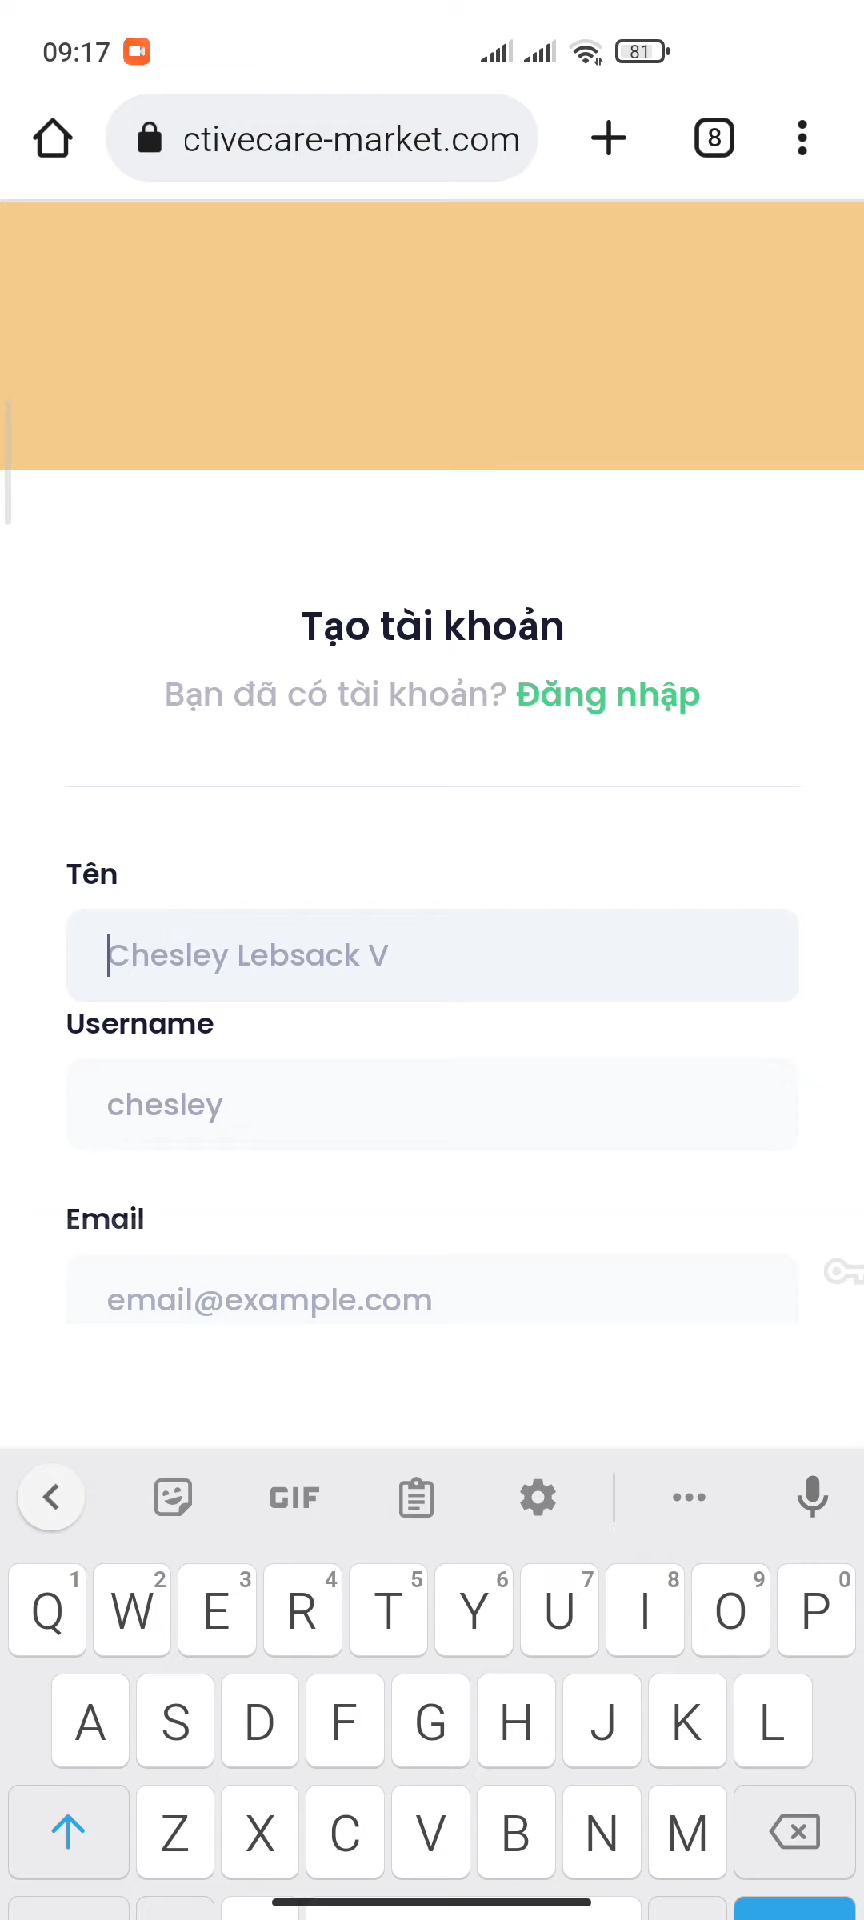 09:17
81
ctivecare-market.com
8
Tạo tài khoản
Bạn đã có tài khoản? Đăng nhập
Tên
Chesley Lebsack V
Username
chesley
Email
email@example.com
GIF
Q1 W2 E3 R4 T5 Y6 U7 I8 O9 P0
A S D F G H J K L
Z X C V B N M